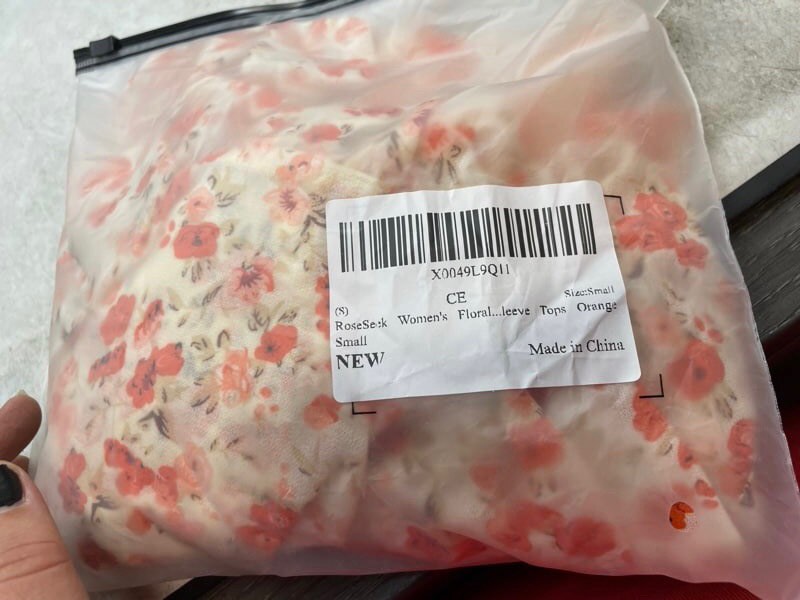 X0049L9Q11
CE
(S) Size:Small
RoseSeek Women's Floral...leeve Tops Orange
Small
NEW Made in China